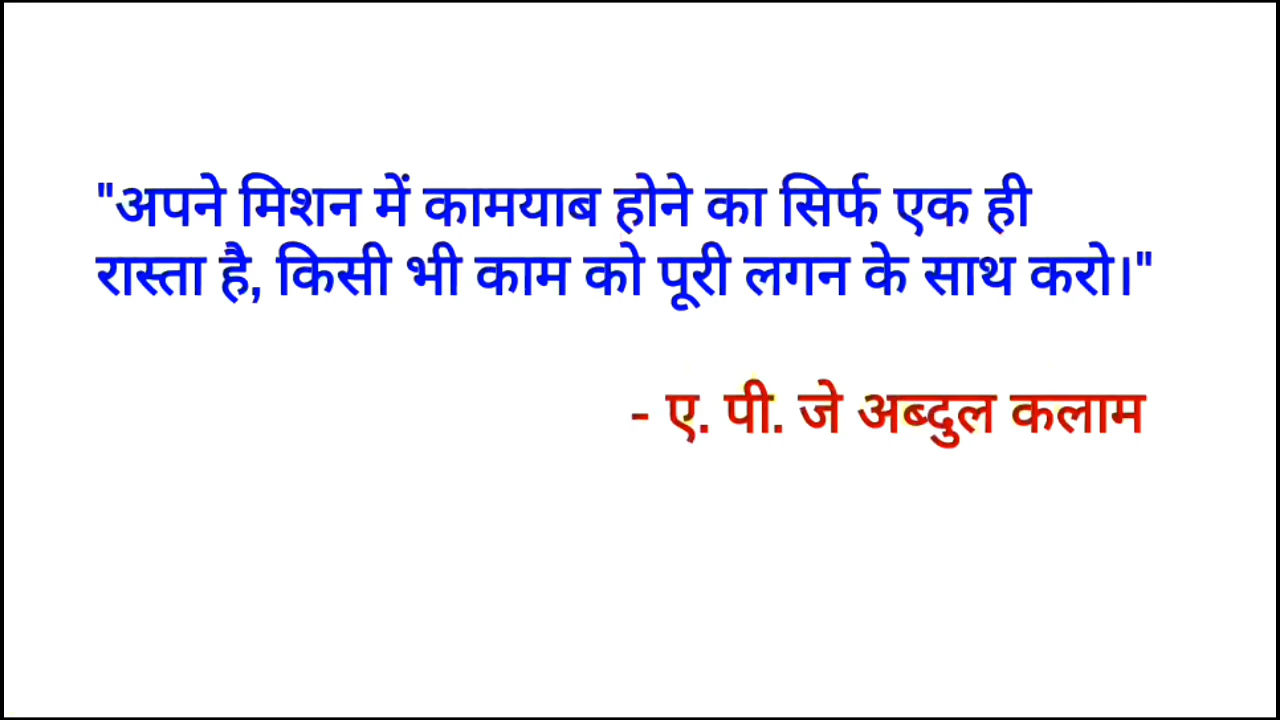 "अपने मिशन में कामयाब होने का सिर्फ एक ही
रास्ता है, किसी भी काम को पूरी लगन के साथ करो।"
- ए. पी. जे अब्दुल कलाम